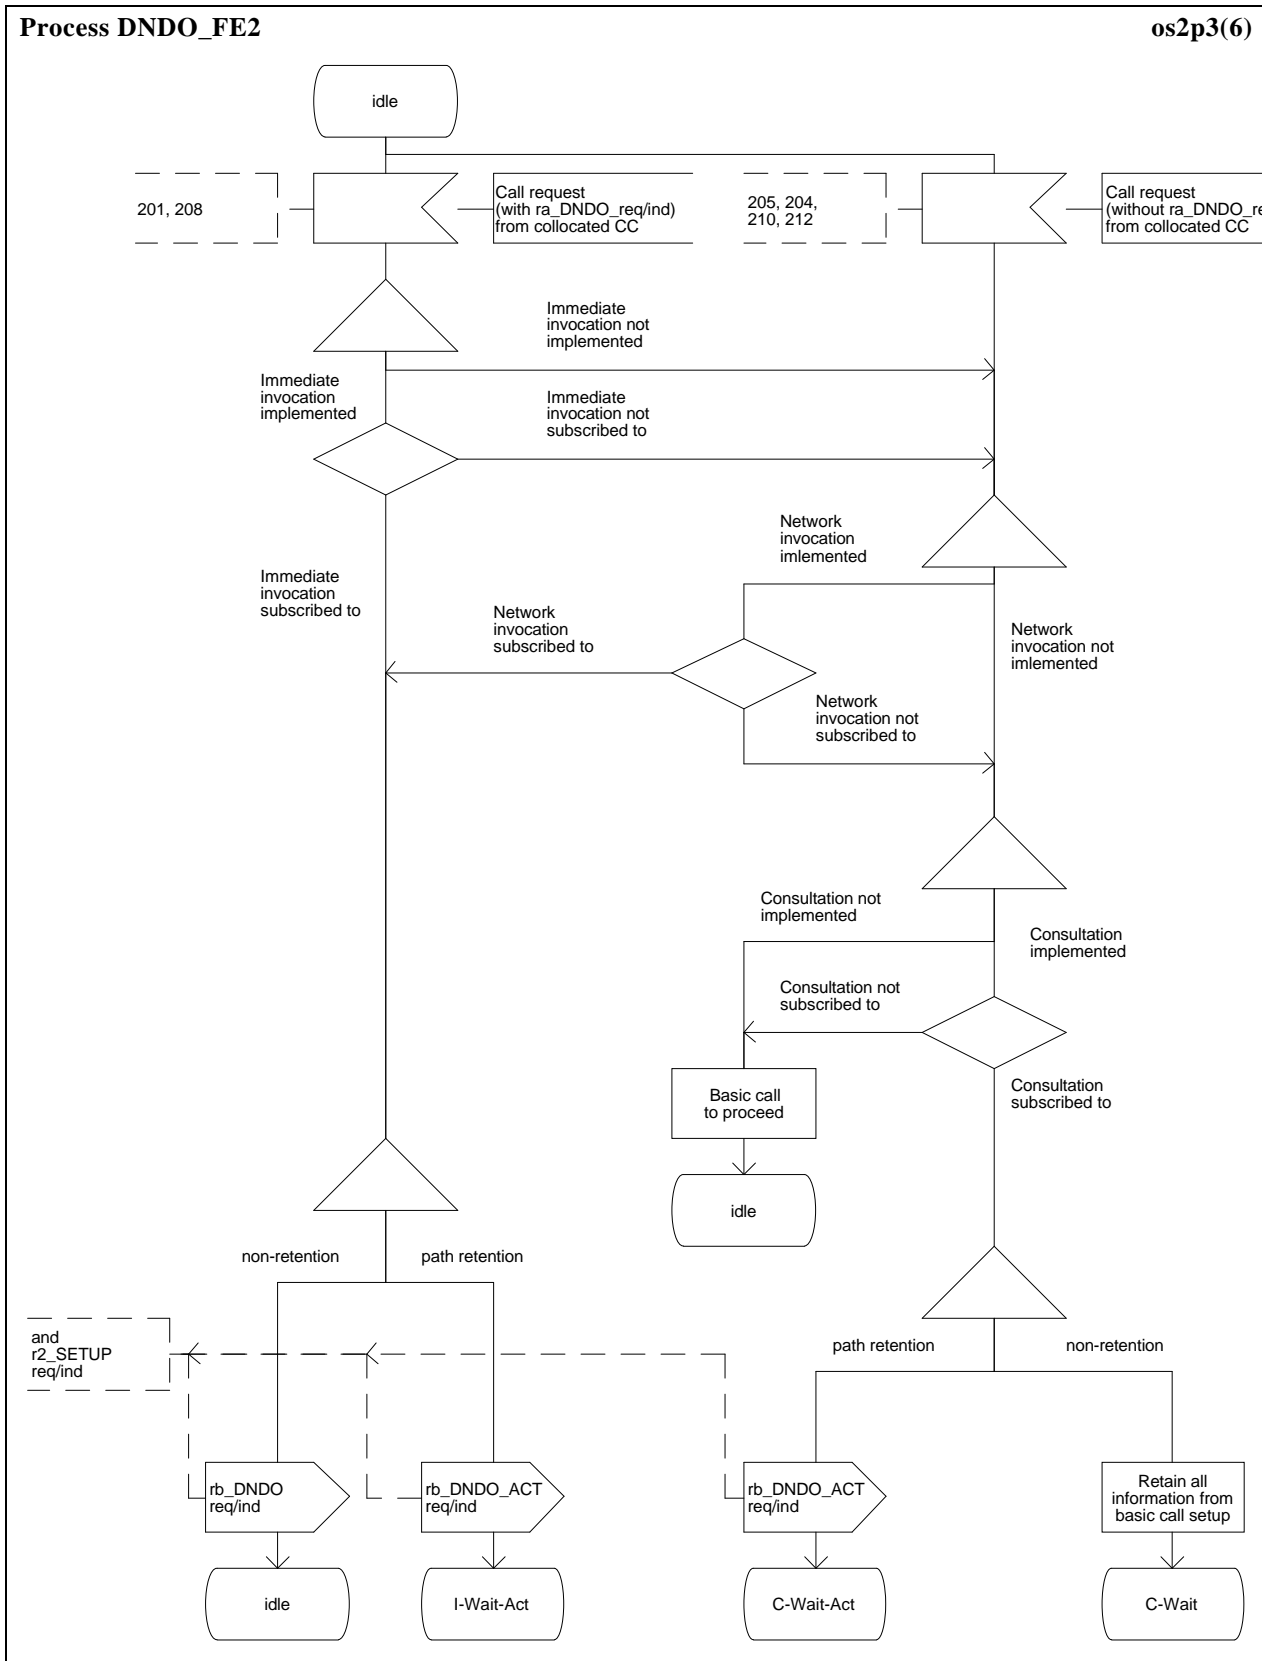 Process DNDO_FE2
os2p3(6)
idle
201, 208
Call request
(with ra_DNDO_req/ind)
from collocated CC
205, 204,
210, 212
Call request
(without ra_DNDO_re
from collocated CC
Immediate
invocation not
implemented
Immediate
invocation
implemented
Immediate
invocation not
subscribed to
Network
invocation
imlemented
Immediate
invocation
subscribed to
Network
invocation
subscribed to
Network
invocation not
imlemented
Network
invocation not
subscribed to
Consultation not
implemented
Consultation
implemented
Consultation not
subscribed to
Basic call
to proceed
Consultation
subscribed to
idle
non-retention
path retention
and
r2_SETUP
req/ind
path retention
non-retention
rb_DNDO
req/ind
rb_DNDO_ACT
req/ind
rb_DNDO_ACT
req/ind
Retain all
information from
basic call setup
idle
I-Wait-Act
C-Wait-Act
C-Wait